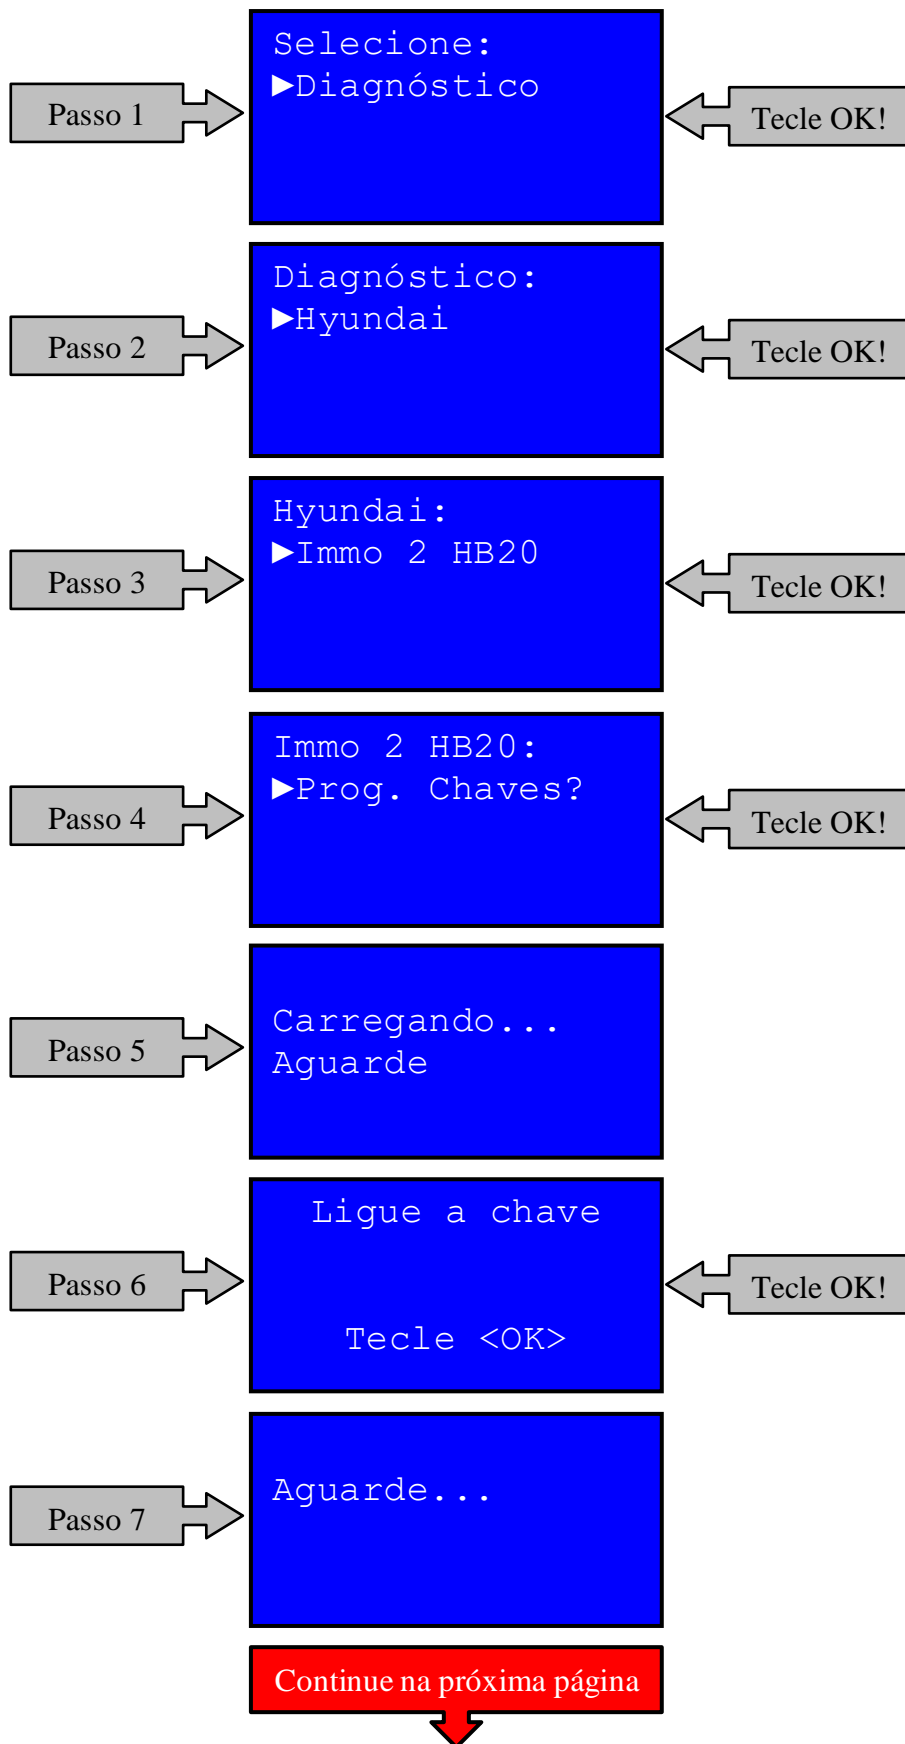 Selecione:
►Diagnóstico
Passo 1
Tecle OK!
Diagnóstico:
►Hyundai
Passo 2
Tecle OK!
Hyundai:
►Immo 2 HB20
Passo 3
Tecle OK!
Immo 2 HB20:
►Prog. Chaves?
Passo 4
Tecle OK!
Carregando...
Aguarde
Passo 5
Ligue a chave
Tecle <OK>
Passo 6
Tecle OK!
Aguarde...
Passo 7
Continue na próxima página